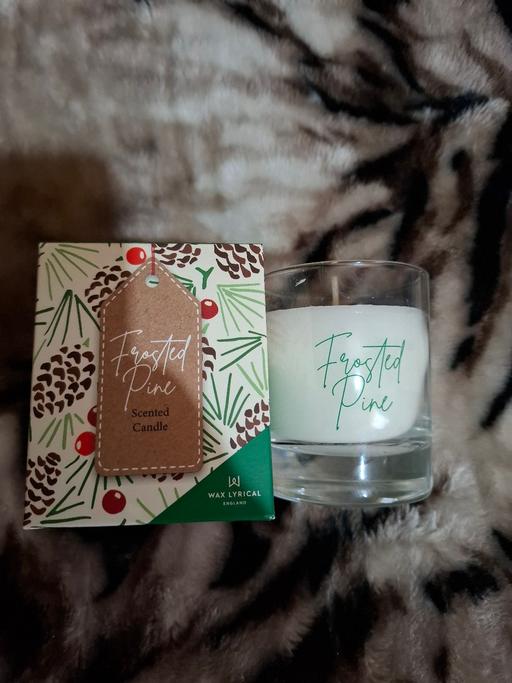 Frosted
Pine
Scented
Candle
WAX LYRICAL
ENGLAND
Frosted
Pine